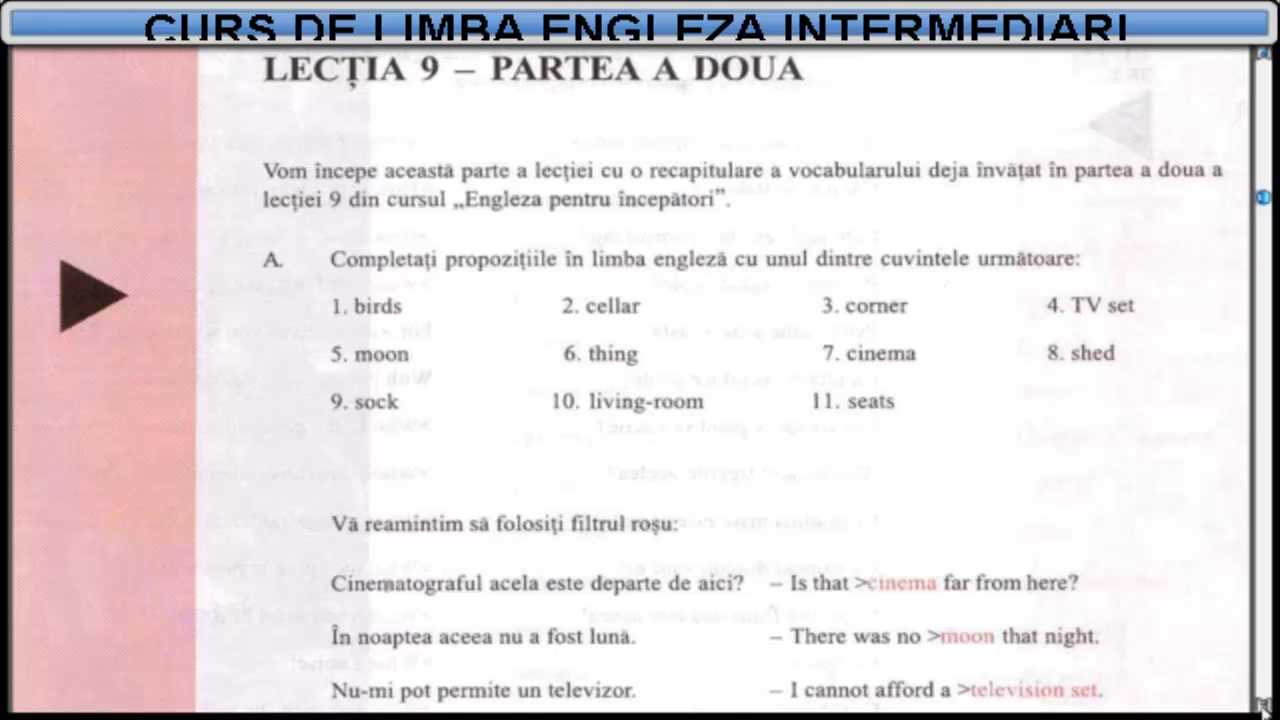 CURS DE LIMBA ENGLEZA INTERMEDIARI
LECȚIA 9 – PARTEA A DOUA
Vom începe această parte a lecției cu o recapitulare a vocabularului deja învățat în partea a doua a
lecției 9 din cursul „Engleza pentru începători”.
A. Completați propozițiile în limba engleză cu unul dintre cuvintele următoare:
1. birds 2. cellar 3. corner 4. TV set
5. moon 6. thing 7. cinema 8. shed
9. sock 10. living-room 11. seats
Vă reamintim să folosiți filtrul roșu:
Cinematograful acela este departe de aici? – Is that >cinema far from here?
În noaptea aceea nu a fost lună. – There was no >moon that night.
Nu-mi pot permite un televizor. – I cannot afford a >television set.